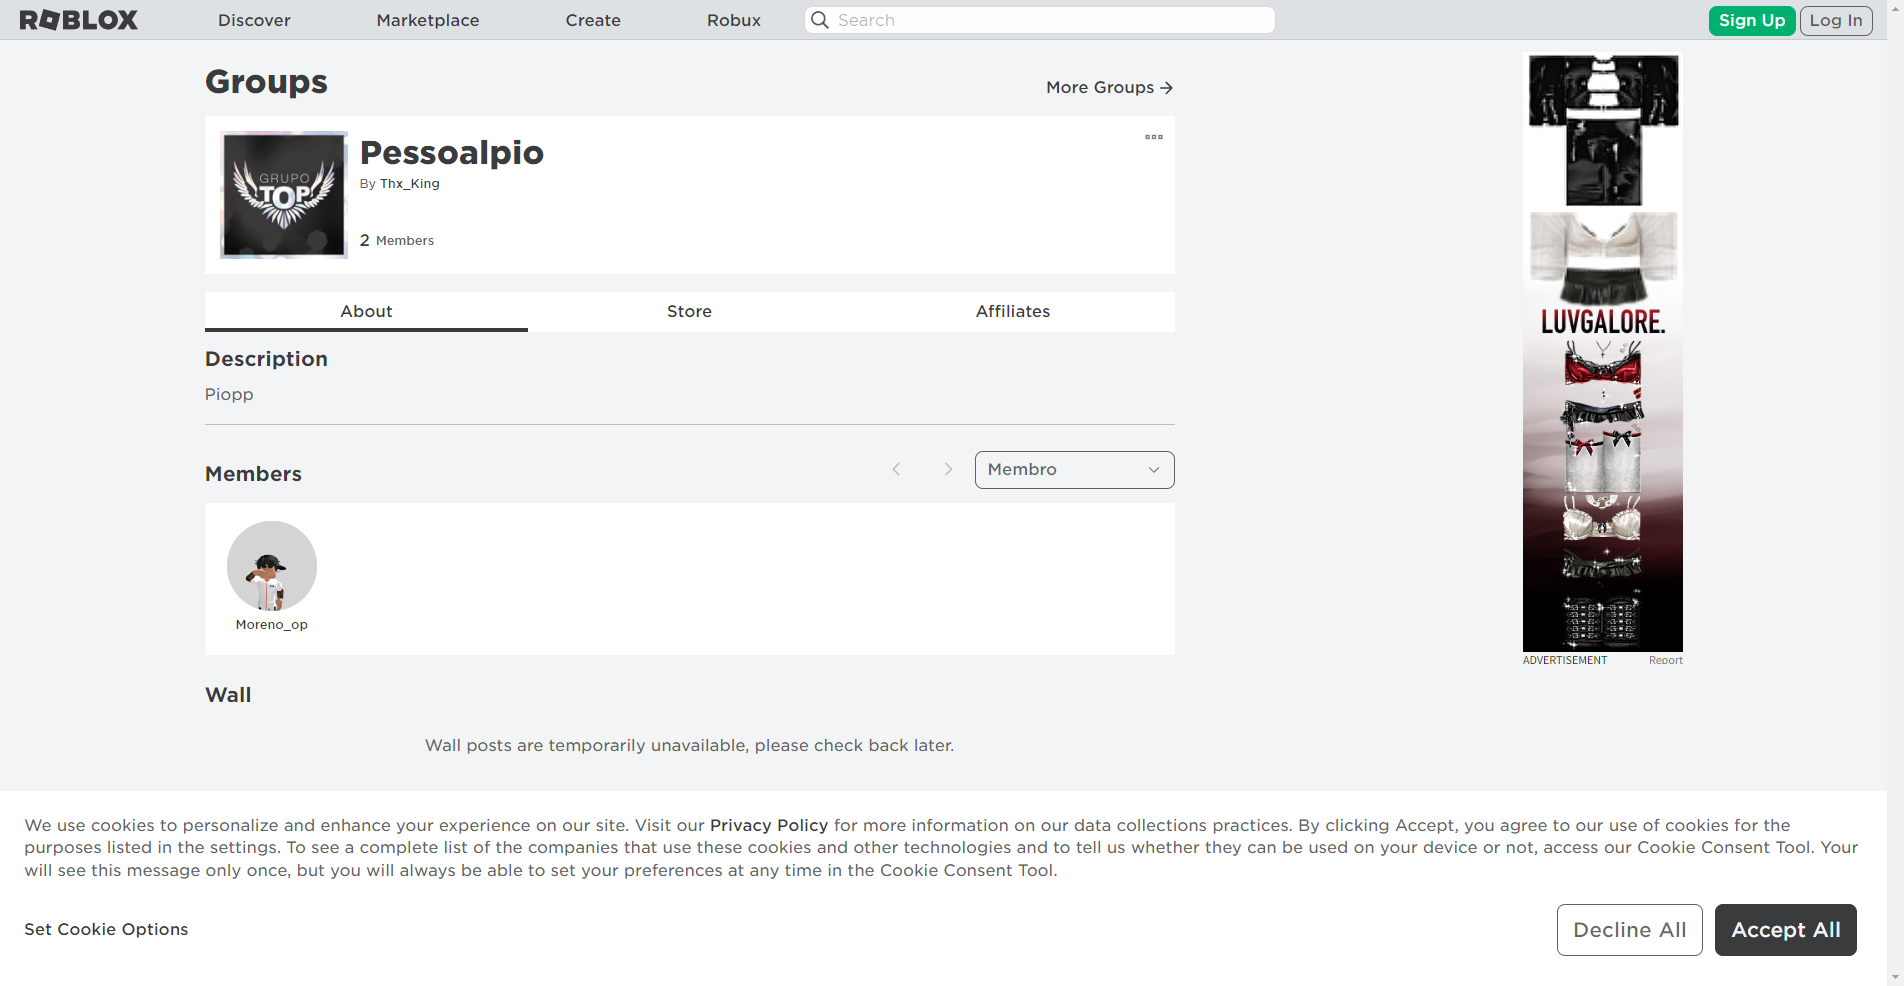 ROBLOX
Discover
Marketplace
Create
Robux
Search
Sign Up
Log In
Groups
More Groups
GRUPO
TOP
Pessoalpio
By Thx_King
2 Members
About
Store
Affiliates
Description
Piopp
Members
Membro
Moreno_op
Wall
Wall posts are temporarily unavailable, please check back later.
LUVGALORE.
ADVERTISEMENT
Report
We use cookies to personalize and enhance your experience on our site. Visit our Privacy Policy for more information on our data collections practices. By clicking Accept, you agree to our use of cookies for the
purposes listed in the settings. To see a complete list of the companies that use these cookies and other technologies and to tell us whether they can be used on your device or not, access our Cookie Consent Tool. Your
will see this message only once, but you will always be able to set your preferences at any time in the Cookie Consent Tool.
Set Cookie Options
Decline All
Accept All